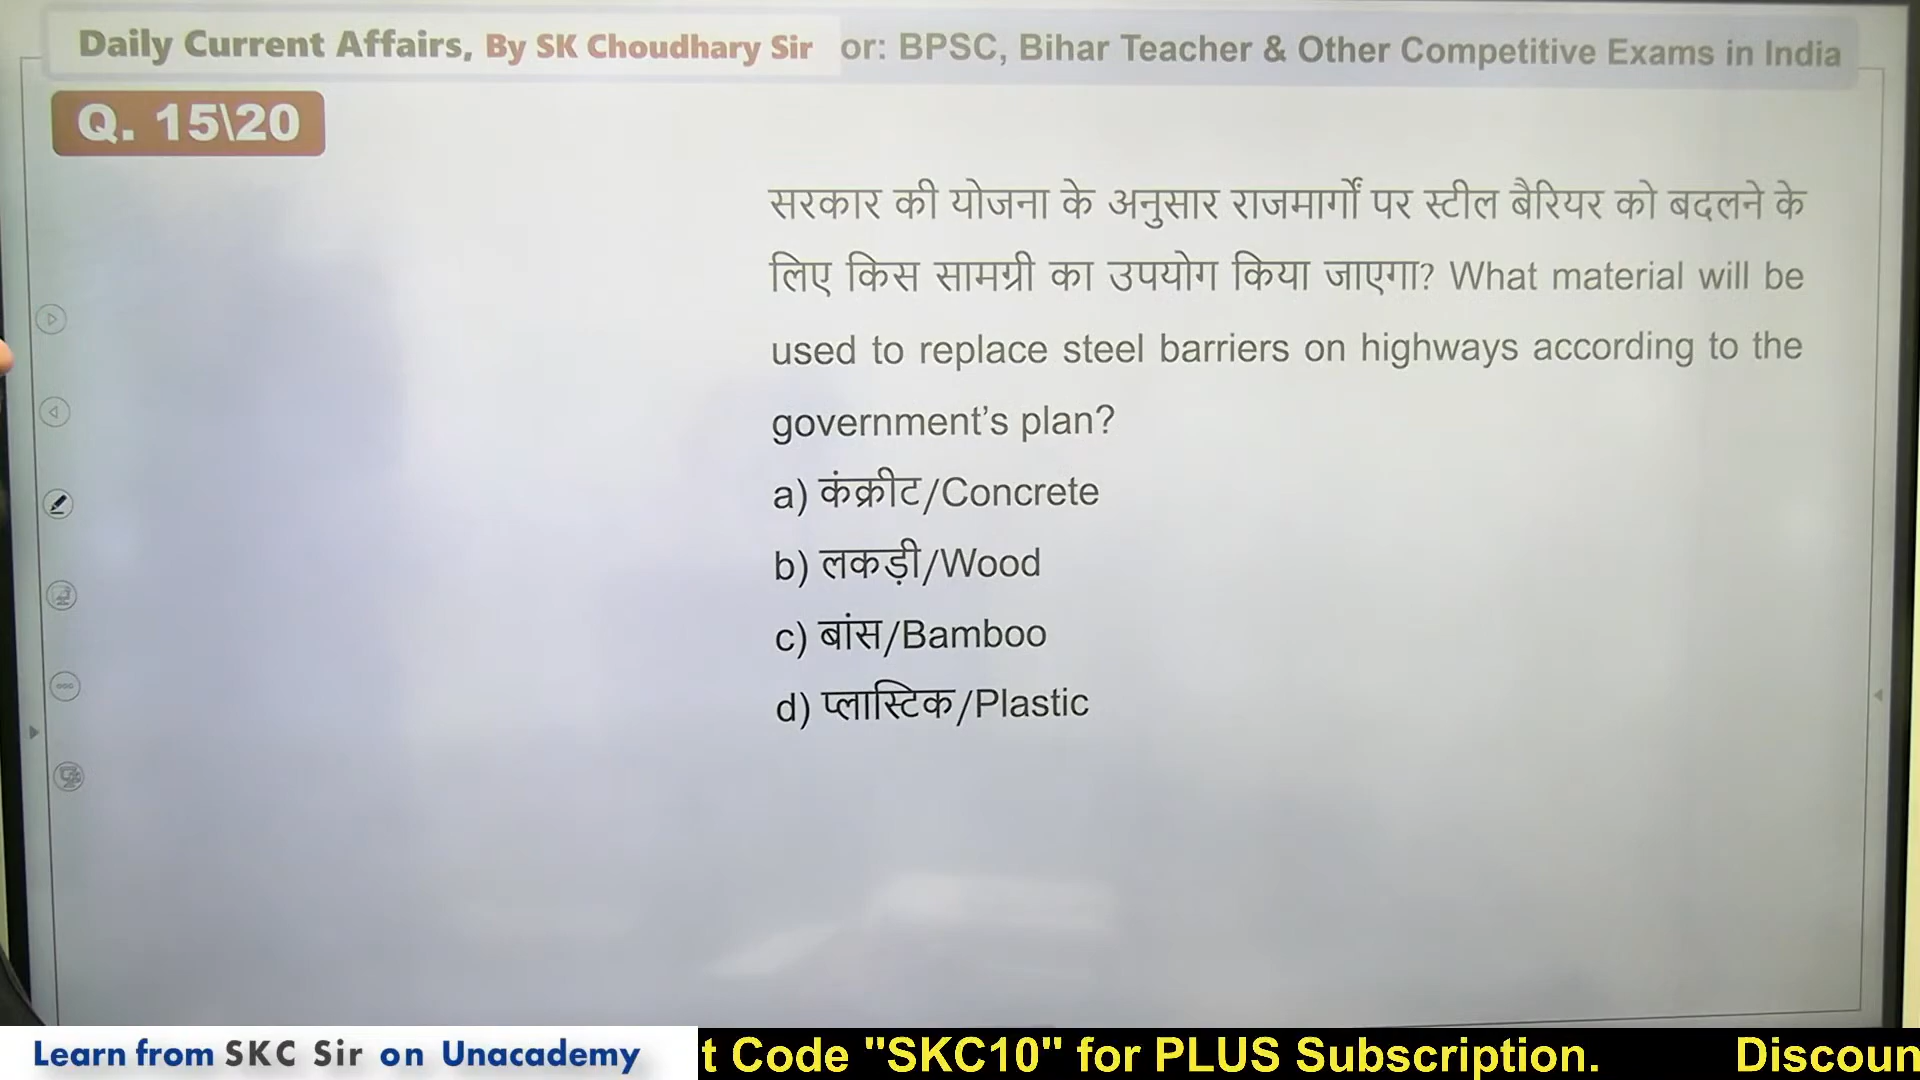 Daily Current Affairs, By SK Choudhary Sir or: BPSC, Bihar Teacher & Other Competitive Exams in India
Q. 15\20
सरकार की योजना के अनुसार राजमार्गों पर स्टील बैरियर को बदलने के
लिए किस सामग्री का उपयोग किया जाएगा? What material will be
used to replace steel barriers on highways according to the
government’s plan?
a) कंक्रीट/Concrete
b) लकड़ी/Wood
c) बांस/Bamboo
d) प्लास्टिक/Plastic
Learn from SKC Sir on Unacademy
t Code "SKC10" for PLUS Subscription. Discoun